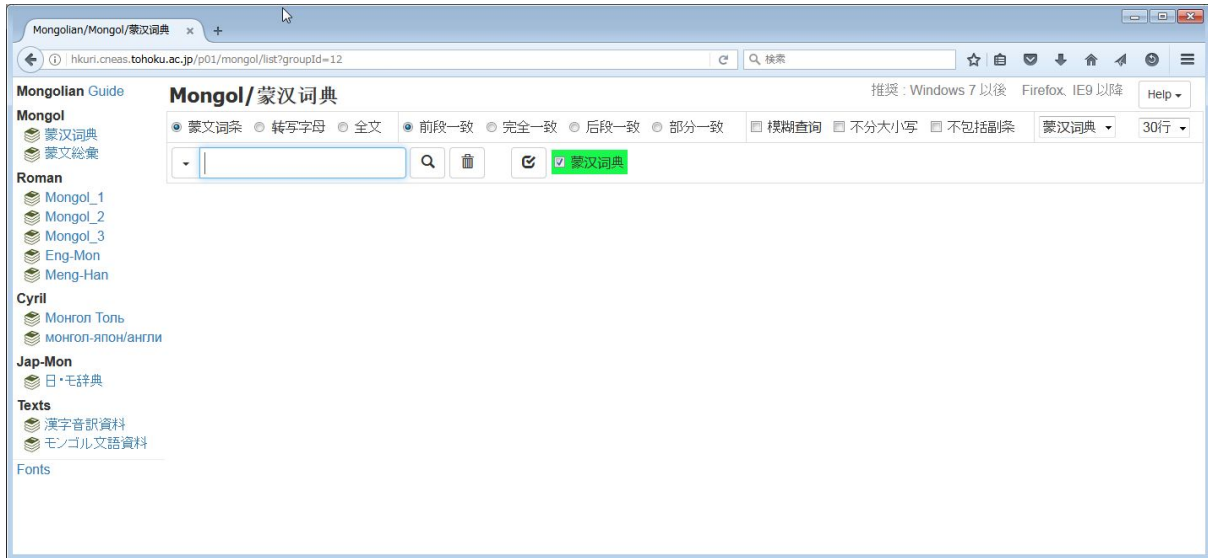 Mongolian/Mongol/蒙汉词典
hkuri.cneas.tohoku.ac.jp/p01/mongol/list?groupId=12
検索
Mongolian Guide
Mongol
蒙汉词典
蒙文総彙
Roman
Mongol_1
Mongol_2
Mongol_3
Eng-Mon
Meng-Han
Cyril
Монгол Толь
монгол-япон/англи
Jap-Mon
日・モ辞典
Texts
漢字音訳資料
モンゴル文語資料
Fonts
Mongol/蒙汉词典
推奨 : Windows 7 以後 Firefox, IE9 以降
Help
蒙文词条 转写字母 全文 前段一致 完全一致 后段一致 部分一致 模糊查询 不分大小写 不包括副条 蒙汉词典 30行
蒙汉词典